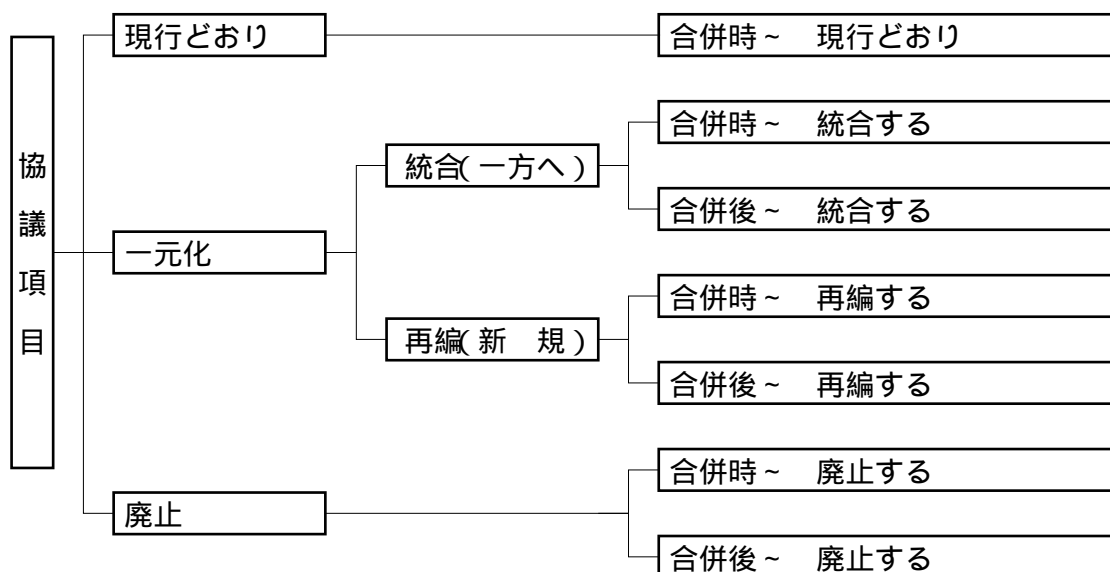 協議項目
現行どおり
合併時~ 現行どおり
一元化
統合(一方へ)
合併時~ 統合する
合併後~ 統合する
再編(新 規)
合併時~ 再編する
合併後~ 再編する
廃止
合併時~ 廃止する
合併後~ 廃止する